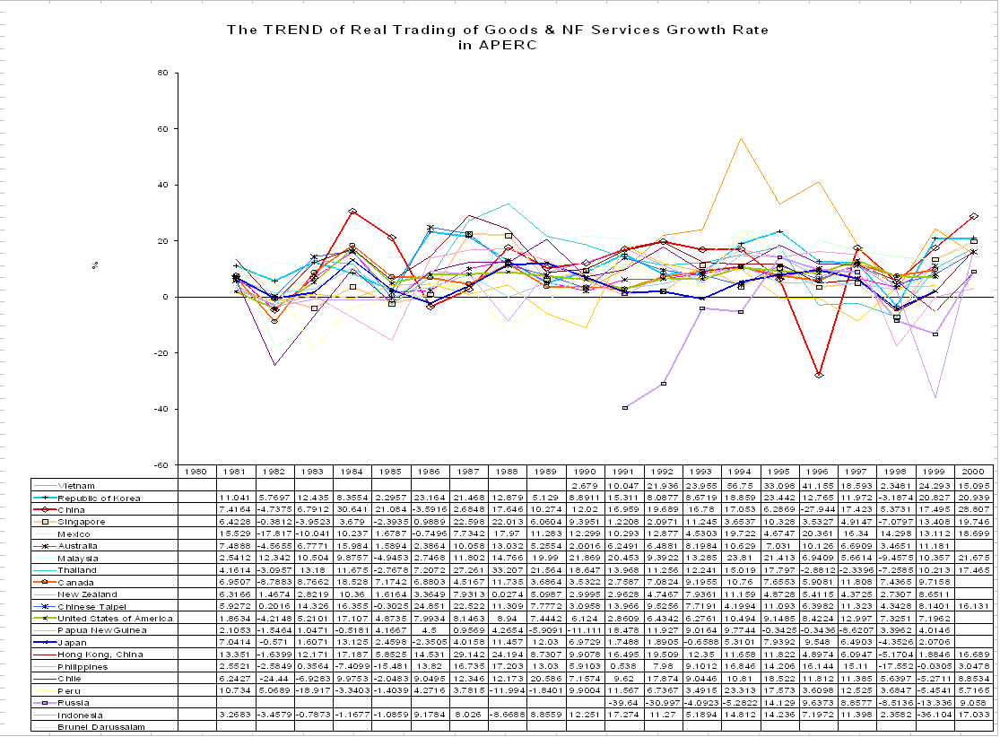 The TREND of Real Trading of Goods & NF Services Growth Rate
in APERC
80
60
40
20
%
0
-20
-40
-60
1980 1981 1982 1983 1984 1985 1986 1987 1988 1989 1990 1991 1992 1993 1994 1995 1996 1997 1998 1999 2000
Vietnam 2.679 10.047 21.936 23.955 56.75 33.098 41.155 18.593 2.3481 24.293 15.095
Republic of Korea 11.041 5.7697 12.435 8.3554 2.2957 23.164 21.468 12.879 5.129 8.8911 15.311 8.0877 8.6719 18.859 23.442 12.765 11.972 -3.1874 20.827 20.939
China 7.4164 -4.7375 6.7912 30.641 21.084 -3.5916 2.6848 17.646 10.274 12.02 16.959 19.689 16.78 17.053 6.2869 -27.944 17.423 5.3731 17.495 28.807
Singapore 6.4228 -0.3812 -3.9523 3.679 -2.3935 0.9889 22.598 22.013 6.0604 9.3951 1.2208 2.0971 11.245 3.6537 10.328 3.5327 4.9147 -7.0797 13.408 19.746
Mexico 15.529 -17.817 -10.041 10.237 1.6787 -0.7496 7.7342 17.97 11.283 12.299 10.293 12.877 4.5303 19.722 4.6747 20.361 16.34 14.298 13.112 18.699
Australia 7.4888 -4.5655 6.7771 15.984 1.5894 2.3864 10.058 13.032 5.2554 2.0016 6.2491 6.4881 8.1984 10.629 7.031 10.126 6.6909 3.4651 11.181
Malaysia 2.5412 12.342 10.504 9.8757 -4.9453 2.7468 11.802 14.766 19.99 21.869 20.453 9.3922 13.285 23.81 21.413 6.9409 5.6614 -9.4575 10.357 21.675
Thailand 4.1614 -3.0957 13.18 11.675 -2.7678 7.2072 27.261 33.207 21.564 18.647 13.968 11.256 12.241 15.019 17.797 -2.8812 -2.3396 -7.2585 10.213 17.465
Canada 6.9507 -8.7883 8.7662 18.528 7.1742 6.8803 4.5167 11.735 3.6864 3.5322 2.7587 7.0824 9.1955 10.76 7.6553 5.9081 11.808 7.4365 9.7158
New Zealand 6.3166 1.4674 2.8219 10.36 1.6164 3.3649 7.9313 0.0274 5.0987 2.9995 2.9628 4.7467 7.9361 11.159 4.8728 5.4115 4.3725 2.7307 8.6511
Chinese Taipei 5.9272 0.2016 14.326 16.355 -0.3025 24.851 22.522 11.309 7.7772 3.0958 13.966 9.5256 7.7191 4.1994 11.093 6.3982 11.323 4.3428 8.1401 16.131
United States of America 1.8634 -4.2148 5.2101 17.107 4.8735 7.9934 8.1463 8.94 7.4442 6.124 2.8609 6.4342 6.2761 10.494 9.1485 8.4224 12.997 7.3251 7.1962
Papua New Guinea 2.1053 -1.5464 1.0471 -0.5181 4.1667 4.5 0.9569 4.2654 -5.9091 -11.111 18.478 11.927 9.0164 9.7744 -0.3425 -0.3436 -8.6207 3.3962 4.0146
Japan 7.0414 -0.571 1.6071 13.125 2.4598 -2.3505 4.0158 11.457 12.03 6.9729 1.7488 1.8905 -0.6588 5.3101 7.9392 9.548 6.4903 -4.3526 2.0706
Hong Kong, China 13.351 -1.6399 12.171 17.187 5.8525 14.531 29.142 24.194 8.7307 9.9078 16.495 19.509 12.35 11.658 11.822 4.8974 6.0947 -5.1704 1.8846 16.689
Philippines 2.5521 -2.5849 0.3564 -7.4099 -15.481 13.82 16.735 17.203 13.03 5.9103 0.538 7.98 9.1012 16.846 14.206 16.144 15.11 -17.552 -0.0305 3.0478
Chile 6.2427 -24.44 -6.9283 9.9753 -2.0483 9.0495 12.346 12.173 20.586 7.1574 9.62 17.874 9.0446 10.81 18.522 11.812 11.385 5.6397 -5.2711 8.8534
Peru 10.734 5.0689 -18.917 -3.3403 -1.4039 4.2716 3.7815 -11.994 -1.8401 9.9004 11.567 6.7367 3.4915 23.313 17.573 3.6098 12.525 3.6847 -5.4541 5.7165
Russia -39.64 -30.997 -4.0923 -5.2822 14.129 9.6373 8.8577 -8.5136 -13.336 9.058
Indonesia 3.2683 -3.4579 -0.7873 -1.1677 -1.0859 9.1784 8.026 -8.6688 8.8559 12.251 17.274 11.27 5.1894 14.812 14.236 7.1972 11.398 2.3582 -36.104 17.033
Brunei Darussalam